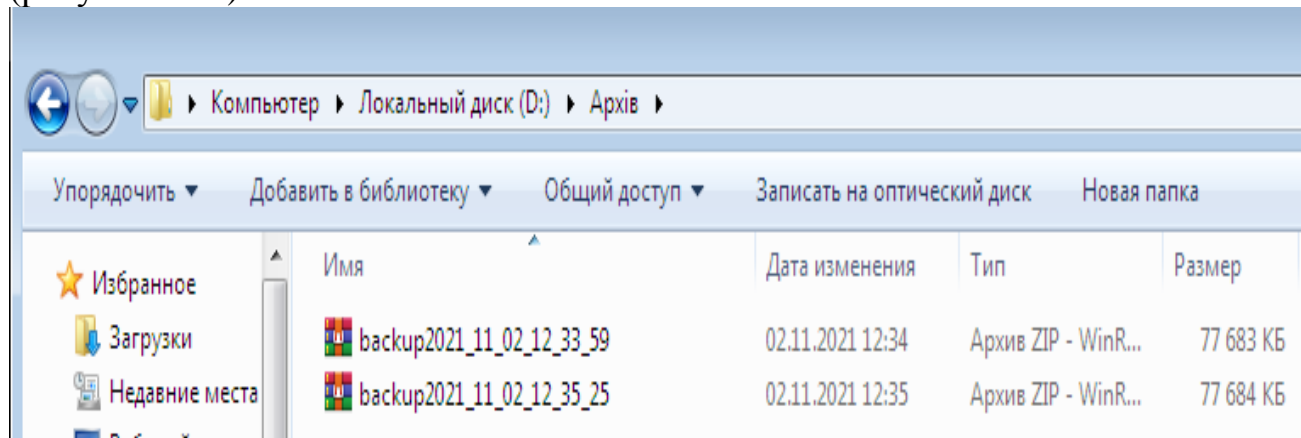 Компьютер Локальный диск (D:) Архів
Упорядочить Добавить в библиотеку Общий доступ Записать на оптический диск Новая папка
Избранное
Загрузки
Недавние места
Имя Дата изменения Тип Размер
backup2021_11_02_12_33_59 02.11.2021 12:34 Архив ZIP - WinR... 77 683 КБ
backup2021_11_02_12_35_25 02.11.2021 12:35 Архив ZIP - WinR... 77 684 КБ